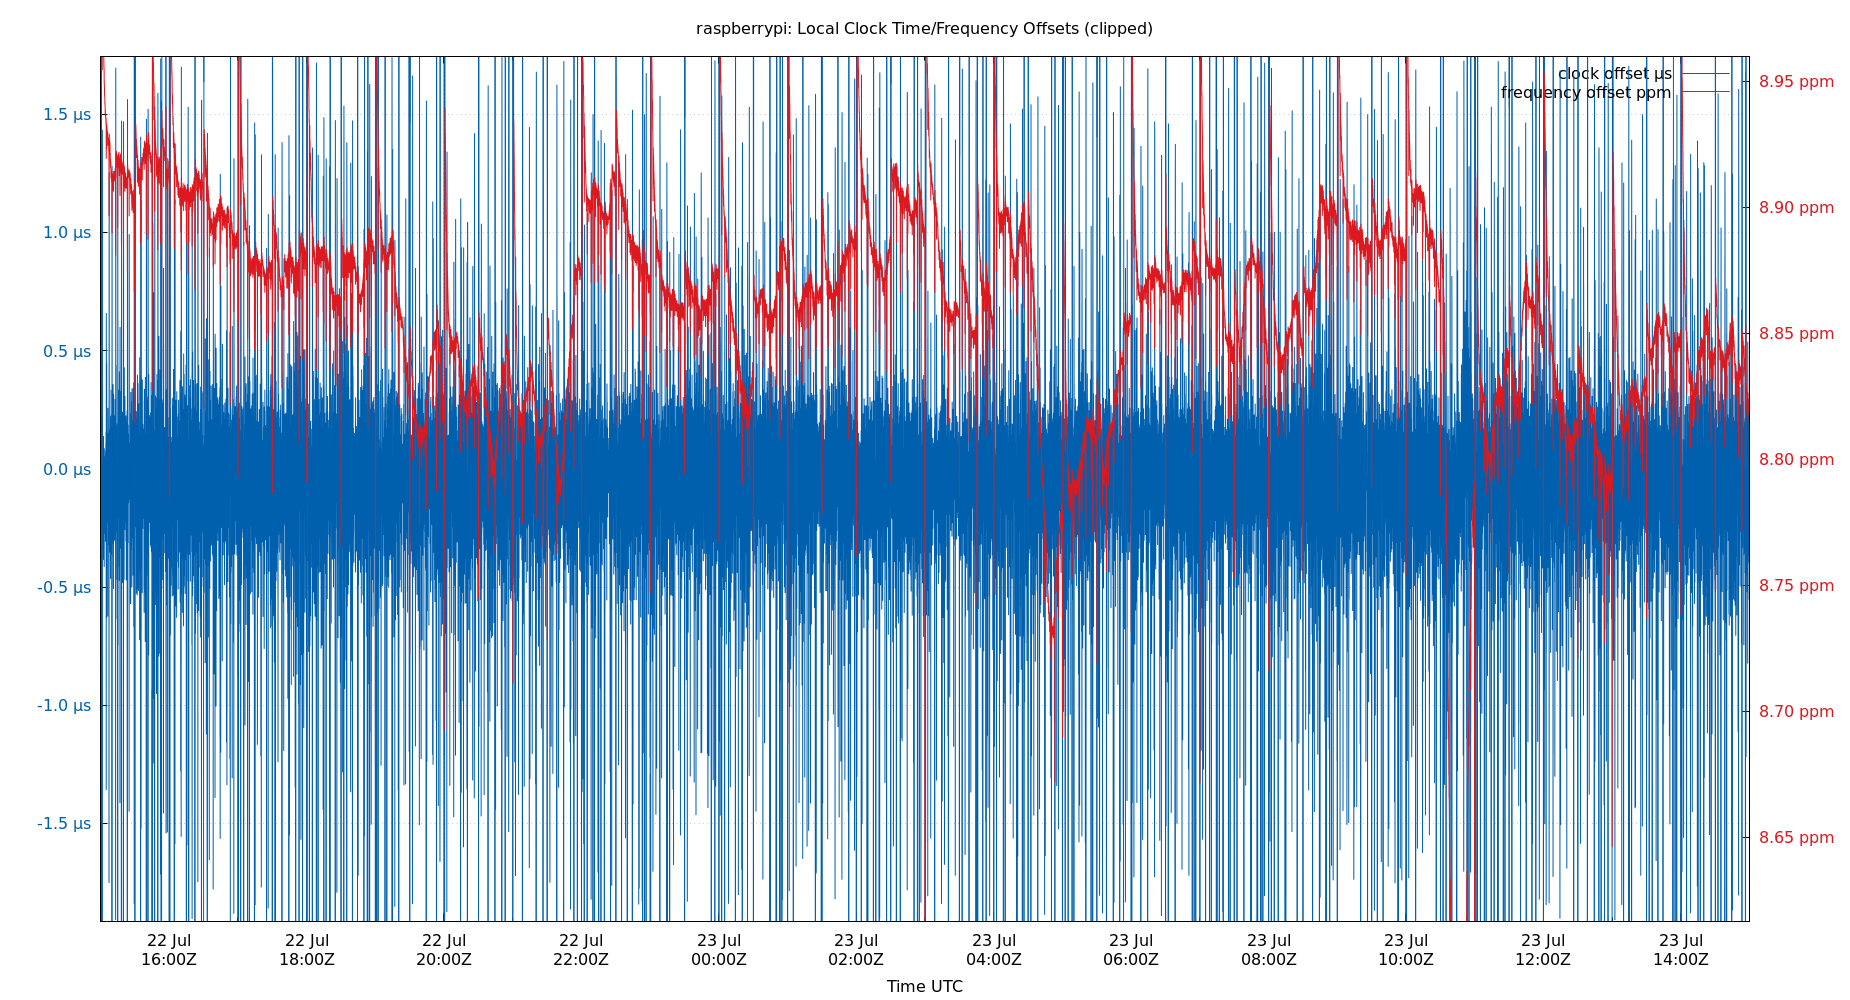 raspberrypi: Local Clock Time/Frequency Offsets (clipped)
clock offset µs
frequency offset ppm
1.5 µs
1.0 µs
0.5 µs
0.0 µs
-0.5 µs
-1.0 µs
-1.5 µs
8.95 ppm
8.90 ppm
8.85 ppm
8.80 ppm
8.75 ppm
8.70 ppm
8.65 ppm
22 Jul 22 Jul 22 Jul 22 Jul 23 Jul 23 Jul 23 Jul 23 Jul 23 Jul 23 Jul 23 Jul 23 Jul
16:00Z 18:00Z 20:00Z 22:00Z 00:00Z 02:00Z 04:00Z 06:00Z 08:00Z 10:00Z 12:00Z 14:00Z
Time UTC